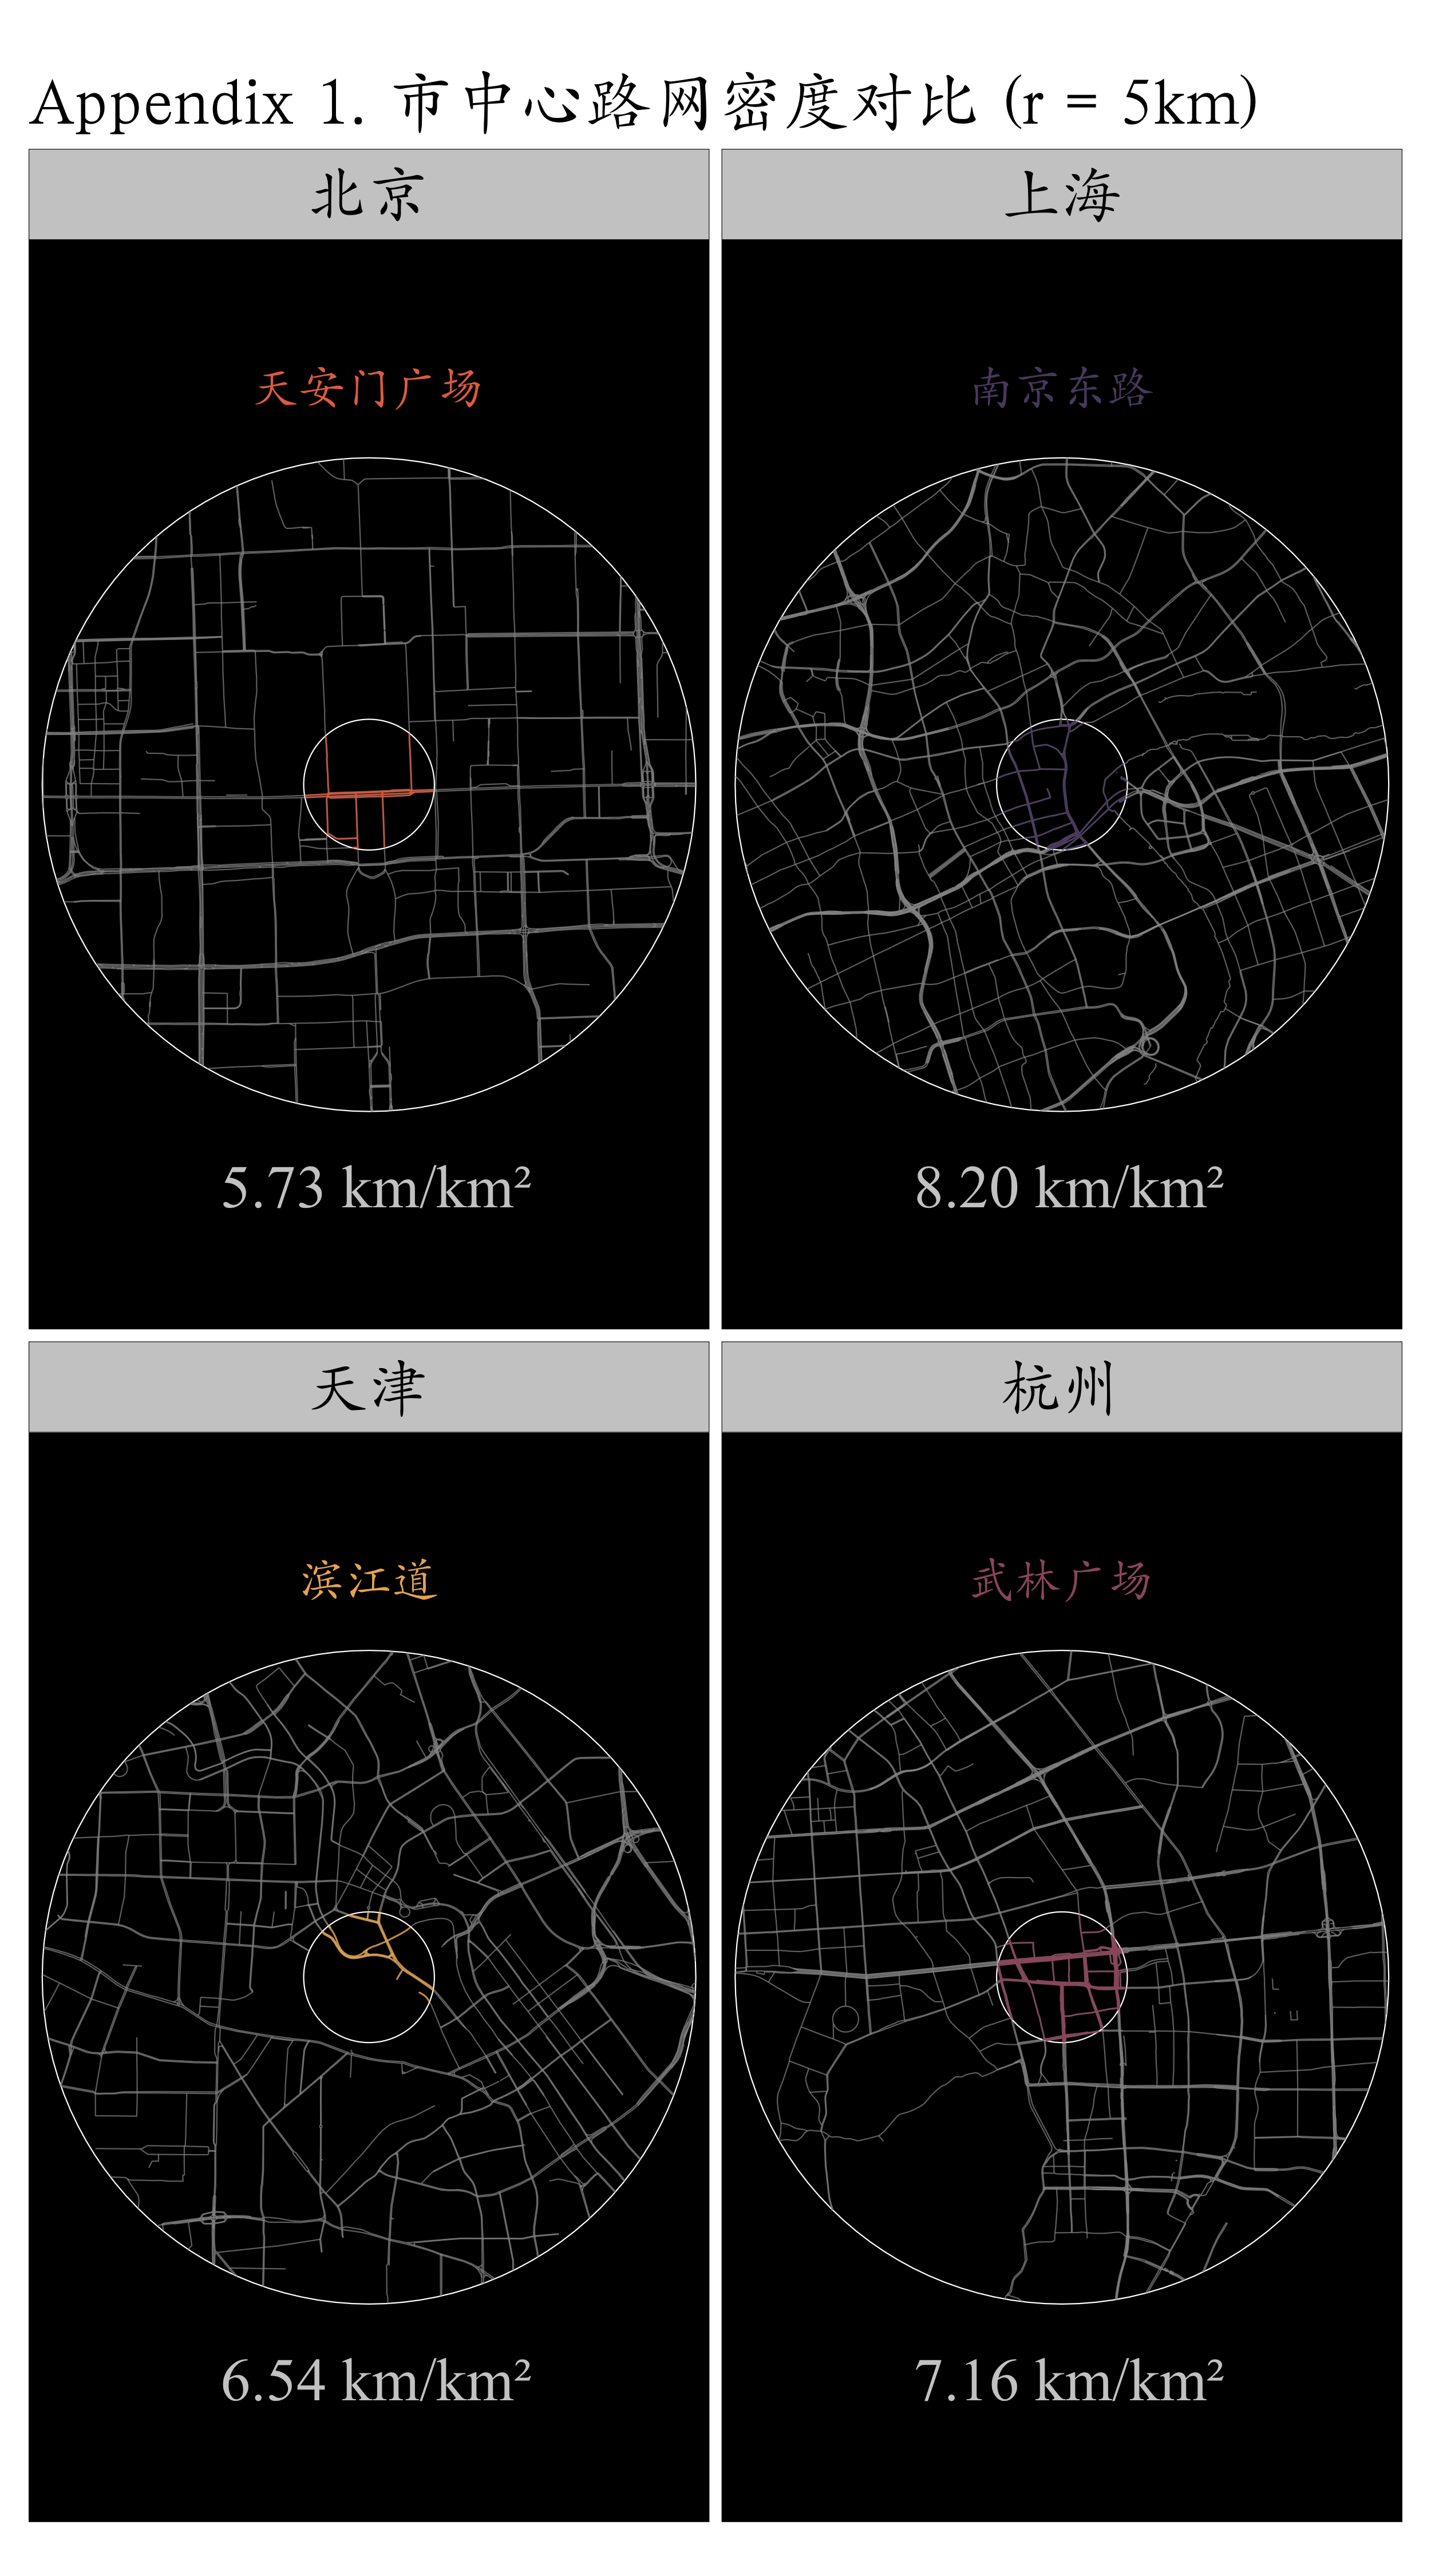 Appendix 1. 市中心路网密度对比 (r = 5km)
北京
天安门广场
5.73 km/km²
上海
南京东路
8.20 km/km²
天津
滨江道
6.54 km/km²
杭州
武林广场
7.16 km/km²